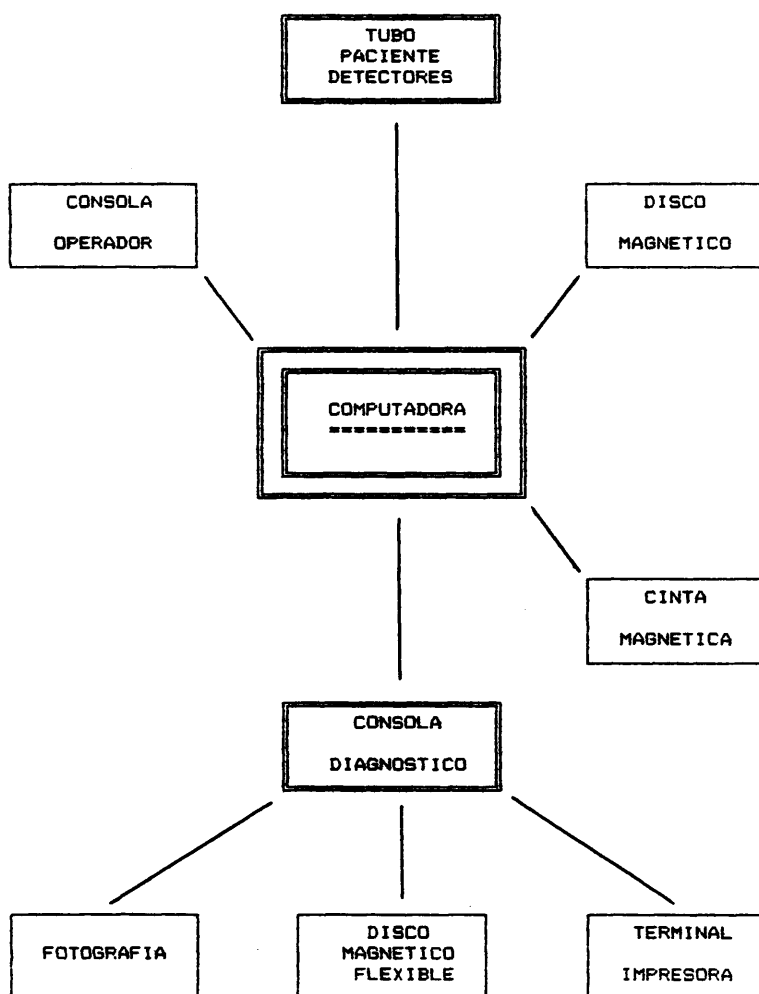 TUBO
PACIENTE
DETECTORES
CONSOLA
OPERADOR
DISCO
MAGNETICO
COMPUTADORA
===========
CINTA
MAGNETICA
CONSOLA
DIAGNOSTICO
FOTOGRAFIA
DISCO
MAGNETICO
FLEXIBLE
TERMINAL
IMPRESORA